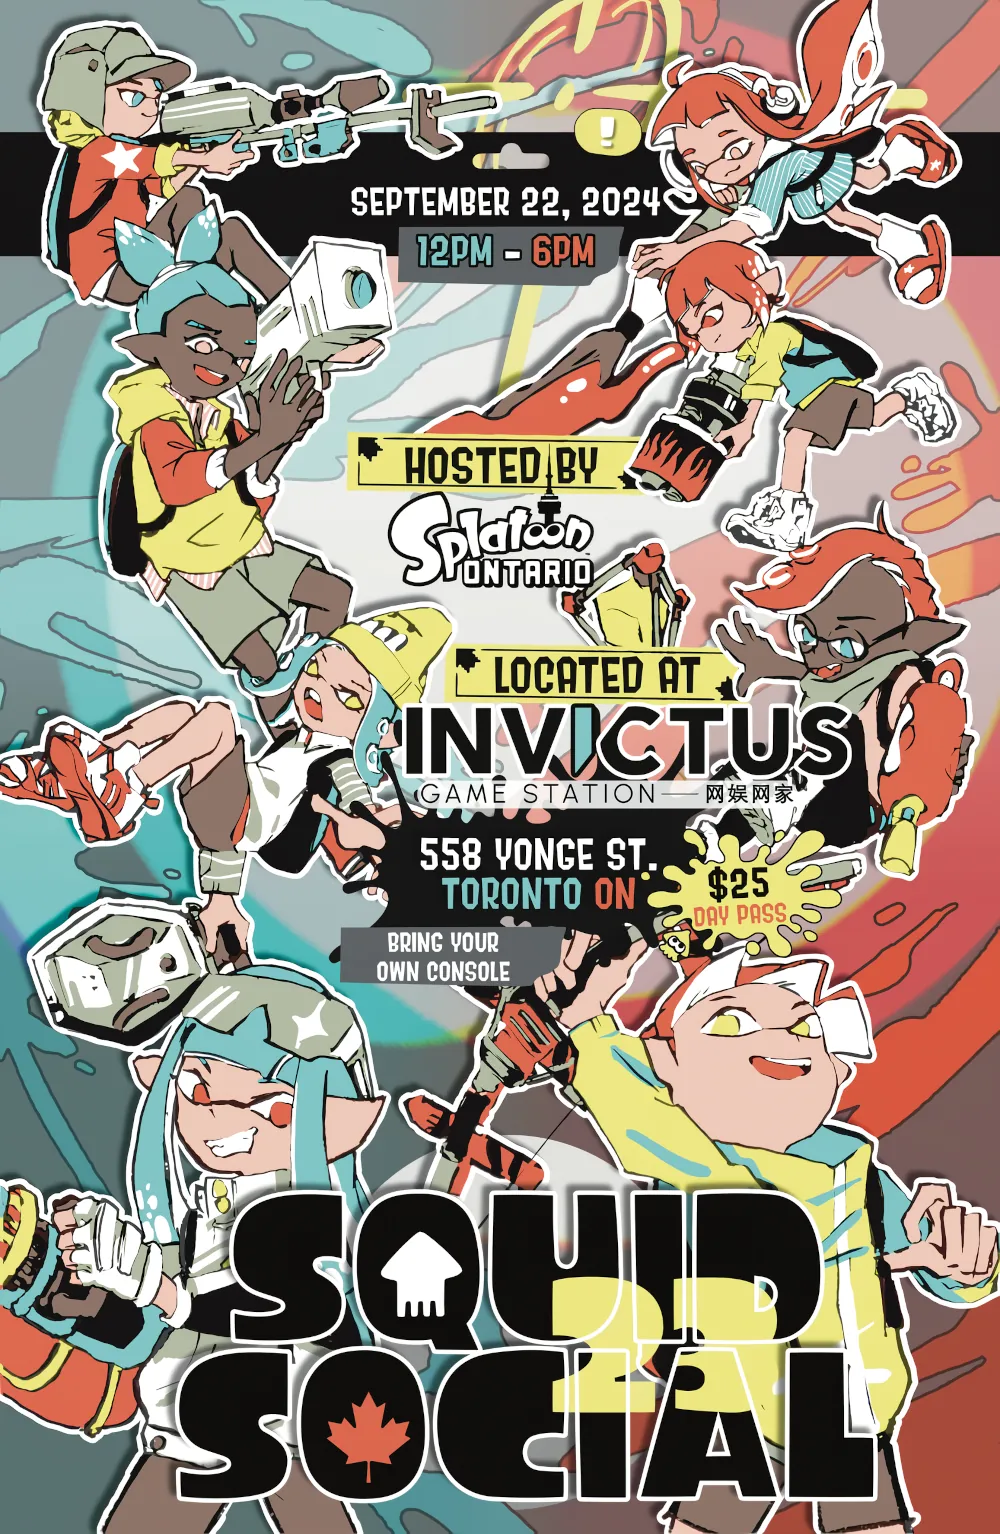 !
SEPTEMBER 22, 2024
12PM - 6PM
HOSTED BY
Splatoon
ONTARIO
LOCATED AT
INVICTUS
GAME STATION — 网娱网家
558 YONGE ST.
TORONTO ON
$25
DAY PASS
BRING YOUR
OWN CONSOLE
SQUID
23
SOCIAL